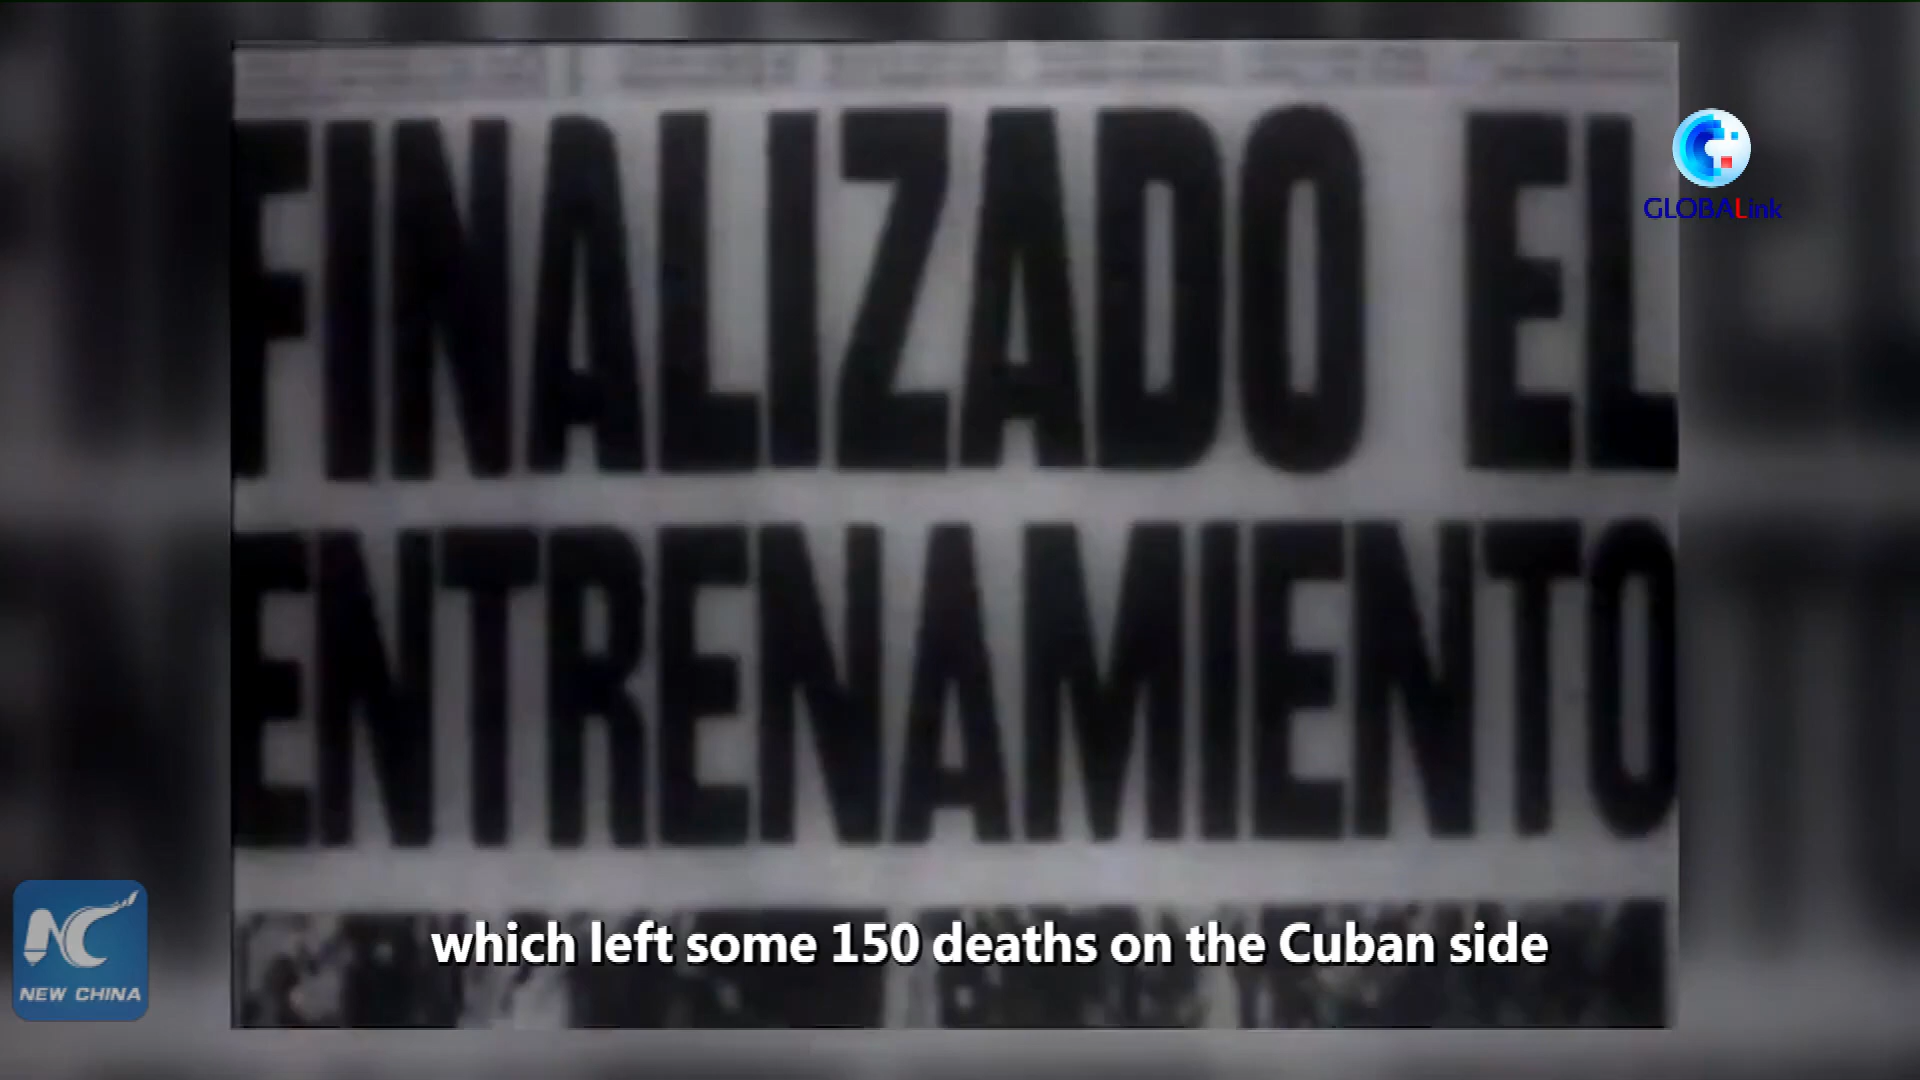 FINALIZADO EL
GLOBALink
ENTRENAMIENTO
which left some 150 deaths on the Cuban side
NEW CHINA